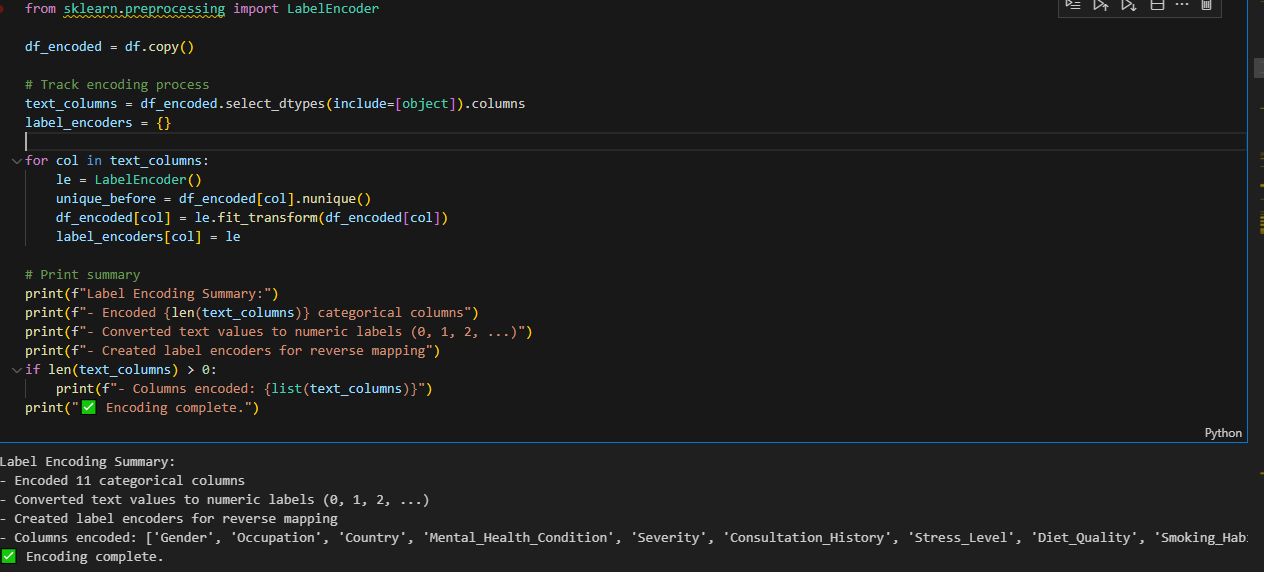 from sklearn.preprocessing import LabelEncoder
df_encoded = df.copy()
# Track encoding process
text_columns = df_encoded.select_dtypes(include=[object]).columns
label_encoders = {}
for col in text_columns:
    le = LabelEncoder()
    unique_before = df_encoded[col].nunique()
    df_encoded[col] = le.fit_transform(df_encoded[col])
    label_encoders[col] = le
# Print summary
print(f"Label Encoding Summary:")
print(f"- Encoded {len(text_columns)} categorical columns")
print(f"- Converted text values to numeric labels (0, 1, 2, ...)")
print(f"- Created label encoders for reverse mapping")
if len(text_columns) > 0:
    print(f"- Columns encoded: {list(text_columns)}")
print("✅ Encoding complete.")
Python
Label Encoding Summary:
- Encoded 11 categorical columns
- Converted text values to numeric labels (0, 1, 2, ...)
- Created label encoders for reverse mapping
- Columns encoded: ['Gender', 'Occupation', 'Country', 'Mental_Health_Condition', 'Severity', 'Consultation_History', 'Stress_Level', 'Diet_Quality', 'Smoking_Hab
✅ Encoding complete.